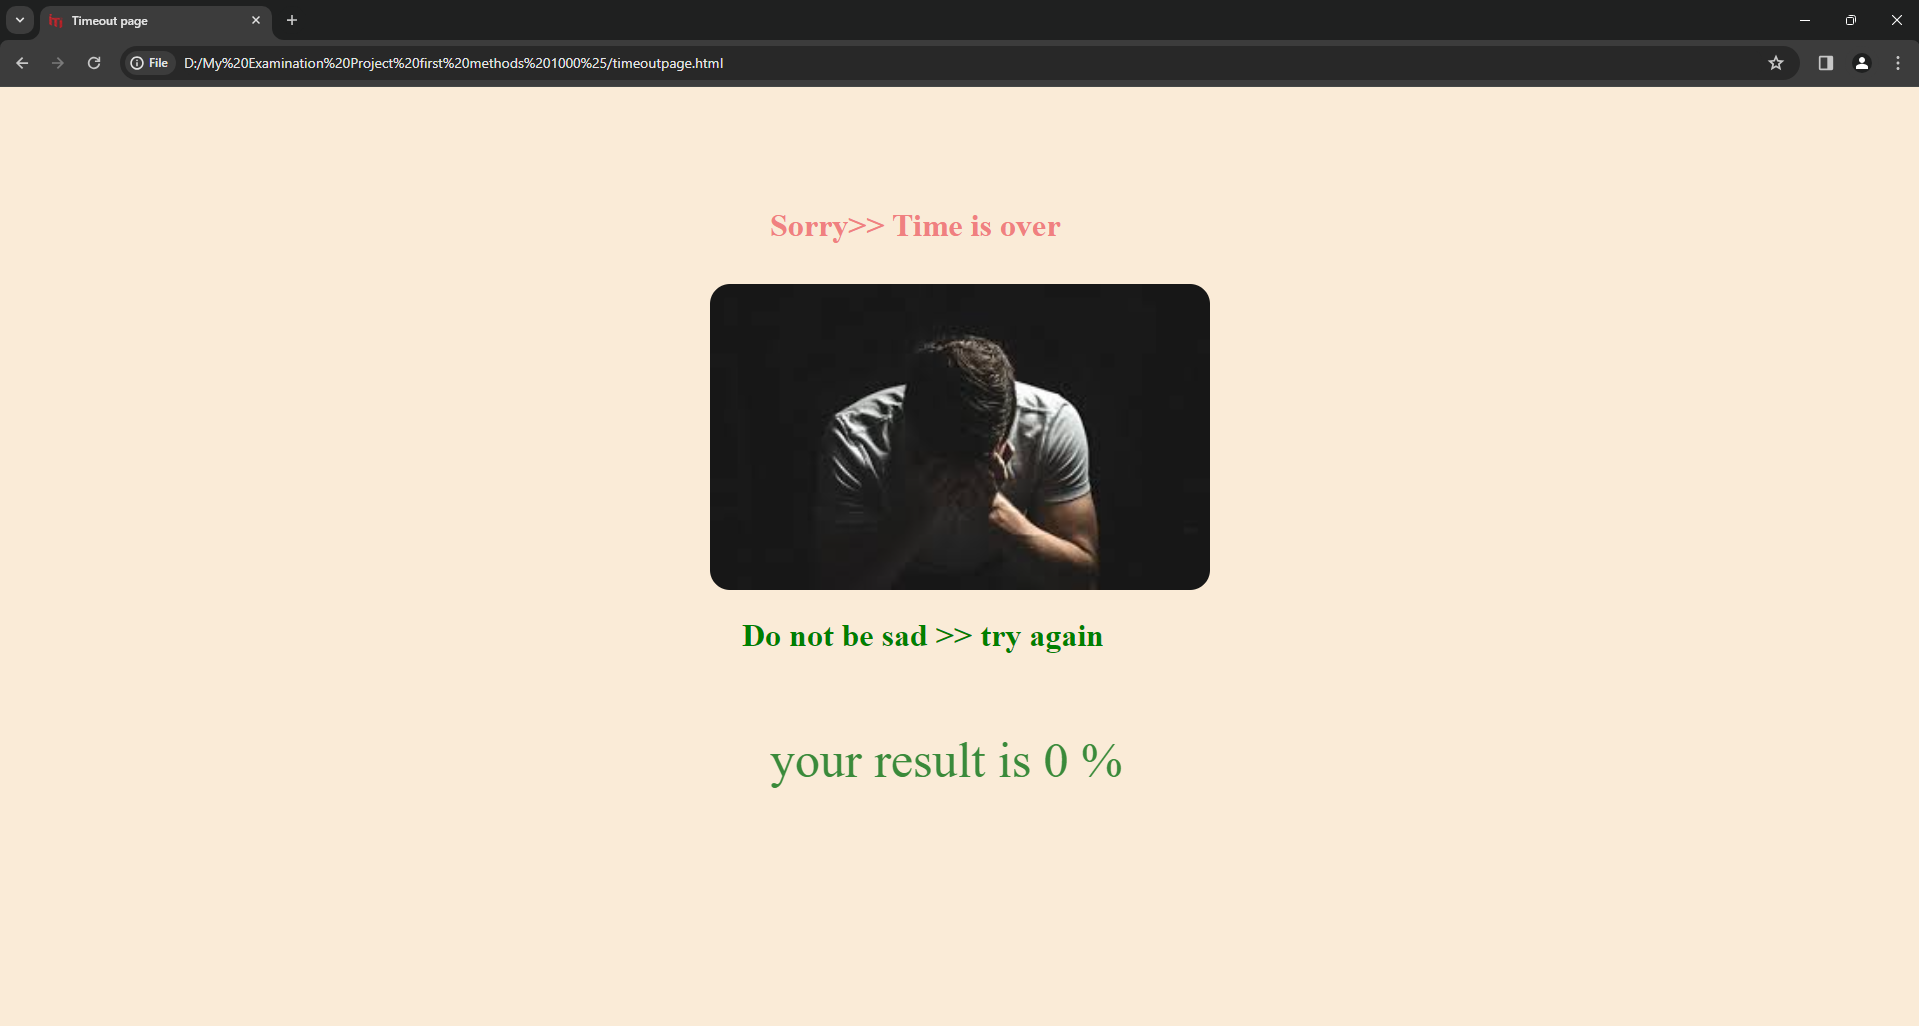 Timeout page
File D:/My%20Examination%20Project%20first%20methods%201000%25/timeoutpage.html
Sorry>> Time is over
Do not be sad >> try again
your result is 0 %